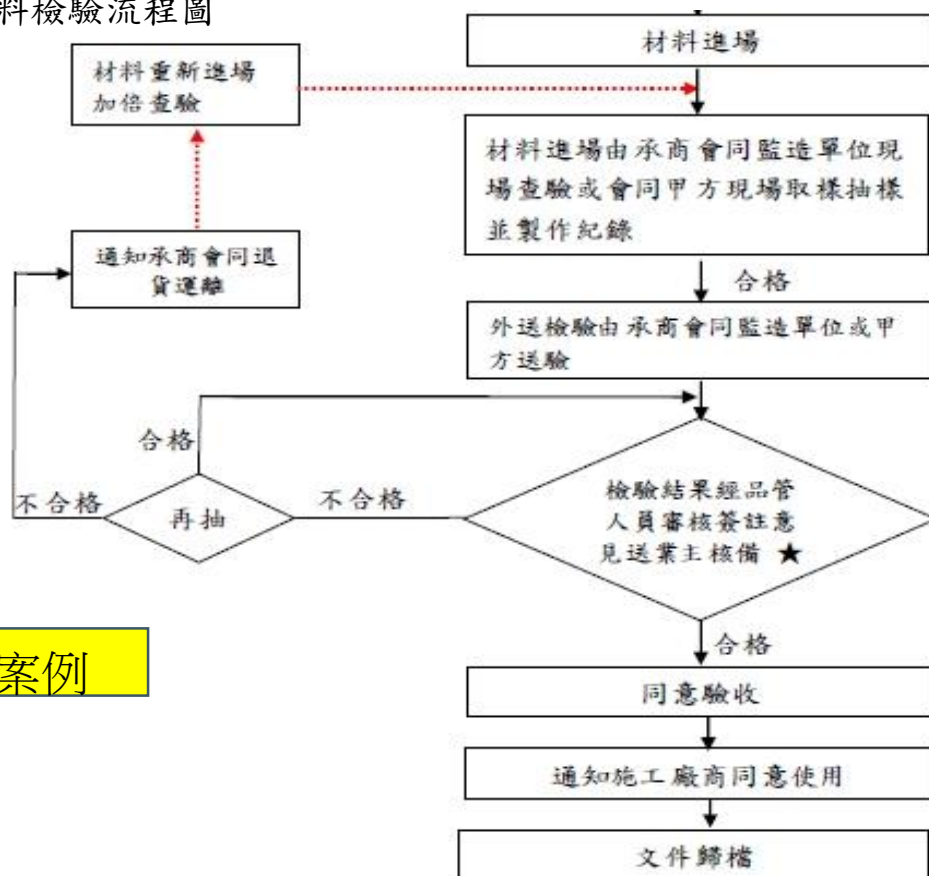 料檢驗流程圖
材料進場
材料重新進場
加倍查驗
材料進場由承商會同監造單位現
場查驗或會同甲方現場取樣抽樣
並製作紀錄
通知承商會同退
貨運離
合格
外送檢驗由承商會同監造單位或甲
方送驗
合格
不合格
再抽
不合格
檢驗結果經品管
人員審核簽註意
見送業主核備 ★
合格
案例
同意驗收
通知施工廠商同意使用
文件歸檔